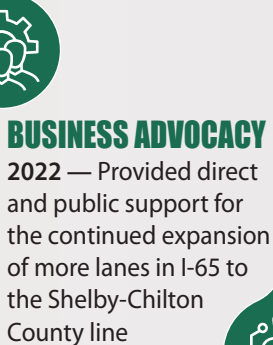 BUSINESS ADVOCACY
2022 — Provided direct
and public support for
the continued expansion
of more lanes in I-65 to
the Shelby-Chilton
County line